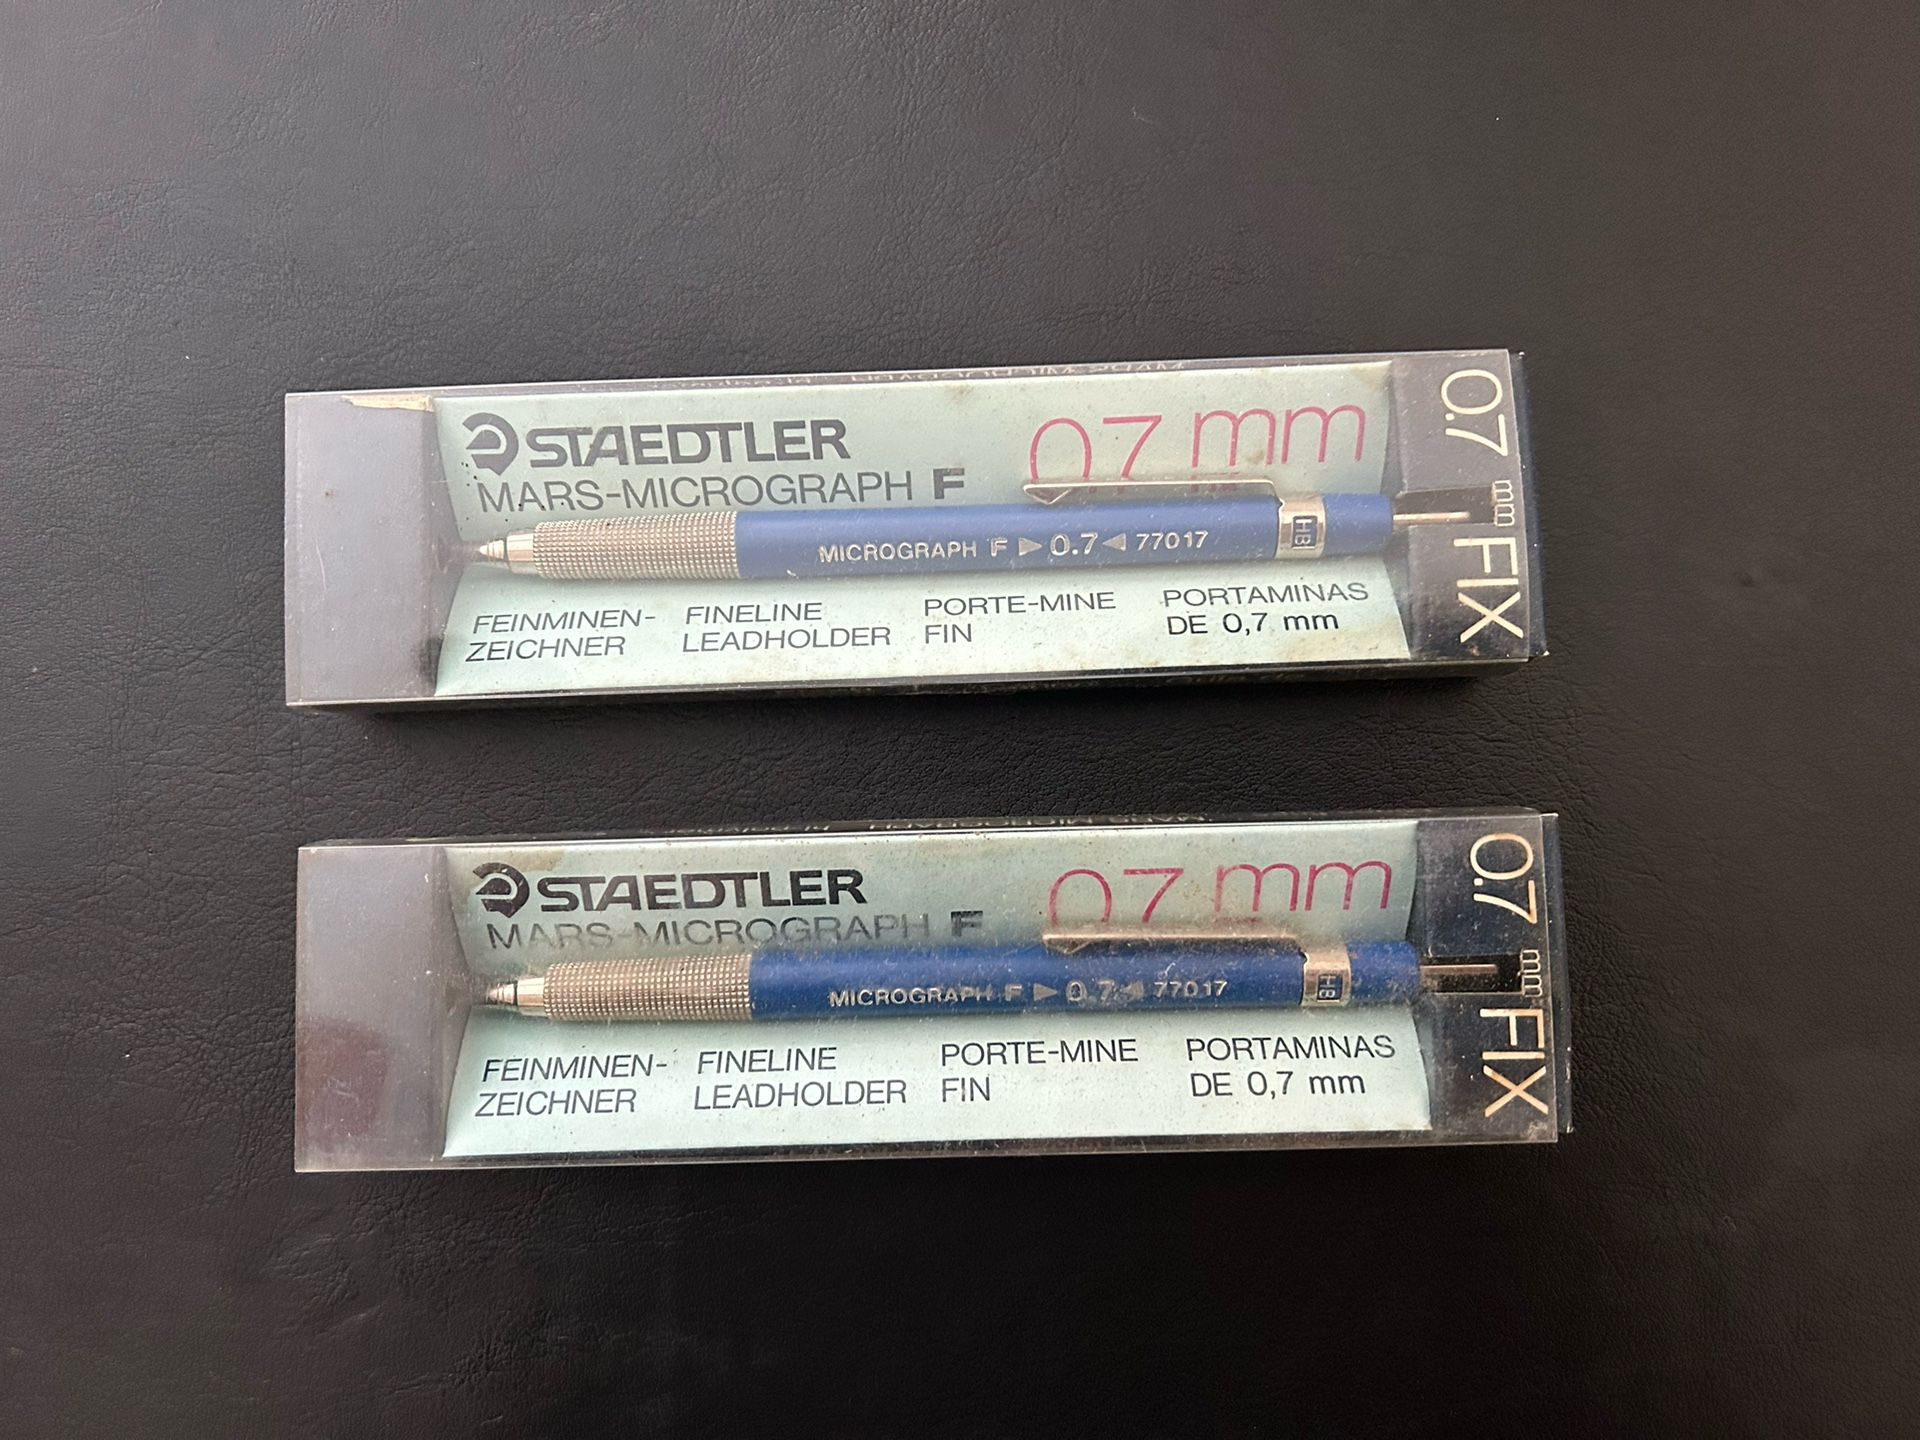 STAEDTLER
MARS-MICROGRAPH F
0.7 mm
MICROGRAPH F ▶ 0.7 ◀ 77017
HB
FEINMINEN-ZEICHNER
FINELINE LEADHOLDER
PORTE-MINE FIN
PORTAMINAS DE 0,7 mm
0.7 mm FIX
STAEDTLER
MARS-MICROGRAPH F
0.7 mm
MICROGRAPH F ▶ 0.7 ◀ 77017
HB
FEINMINEN-ZEICHNER
FINELINE LEADHOLDER
PORTE-MINE FIN
PORTAMINAS DE 0,7 mm
0.7 mm FIX